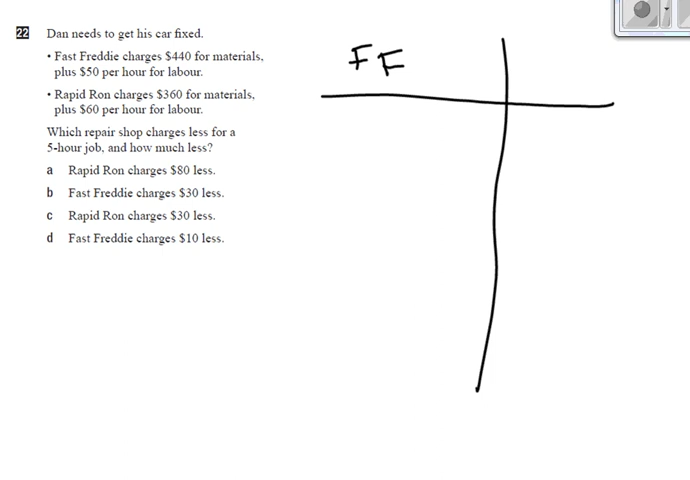 22 Dan needs to get his car fixed.
• Fast Freddie charges $440 for materials,
plus $50 per hour for labour.
• Rapid Ron charges $360 for materials,
plus $60 per hour for labour.
Which repair shop charges less for a
5-hour job, and how much less?
a Rapid Ron charges $80 less.
b Fast Freddie charges $30 less.
c Rapid Ron charges $30 less.
d Fast Freddie charges $10 less.
FF